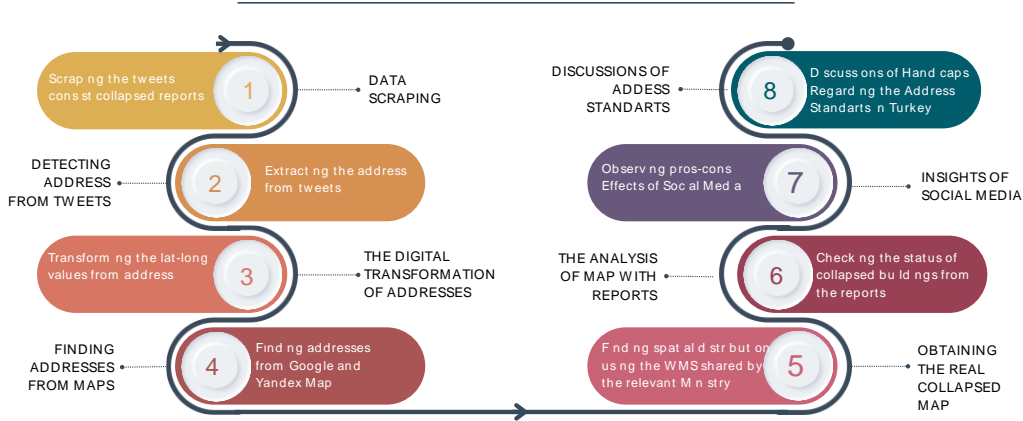 Scrap ng the tweets
cons st collapsed reports
1
DATA
SCRAPING
DETECTING
ADDRESS
FROM TWEETS
2
Extract ng the address
from tweets
Transform ng the lat-long
values from address
3
THE DIGITAL
TRANSFORMATION
OF ADDRESSES
FINDING
ADDRESSES
FROM MAPS
4
Find ng addresses
from Google and
Yandex Map
F nd ng spat al d str but on
us ng the WMS shared by
the relevant M n stry
5
OBTAINING
THE REAL
COLLAPSED
MAP
THE ANALYSIS
OF MAP WITH
REPORTS
6
Check ng the status of
collapsed bu ld ngs from
the reports
Observ ng pros-cons
Effects of Soc al Med a
7
INSIGHTS OF
SOCIAL MEDIA
DISCUSSIONS OF
ADDESS
STANDARTS
8
D scuss ons of Hand caps
Regard ng the Address
Standarts n Turkey